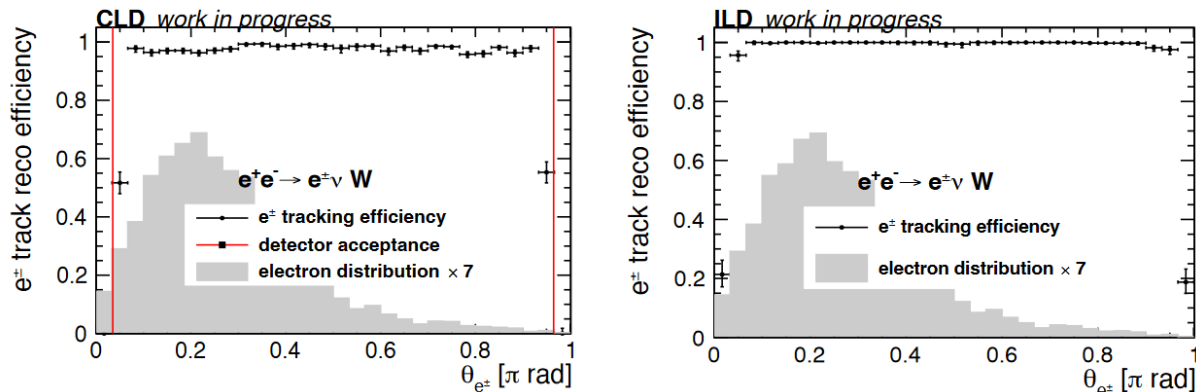 CLD work in progress
e± track reco efficiency
1
0.8
0.6
0.4
0.2
0
e⁺e⁻→ e±ν W
e± tracking efficiency
detector acceptance
electron distribution × 7
0 0.2 0.4 0.6 0.8 1
θe± [π rad]
ILD work in progress
e± track reco efficiency
1
0.8
0.6
0.4
0.2
0
e⁺e⁻→ e±ν W
e± tracking efficiency
electron distribution × 7
0 0.2 0.4 0.6 0.8 1
θe± [π rad]